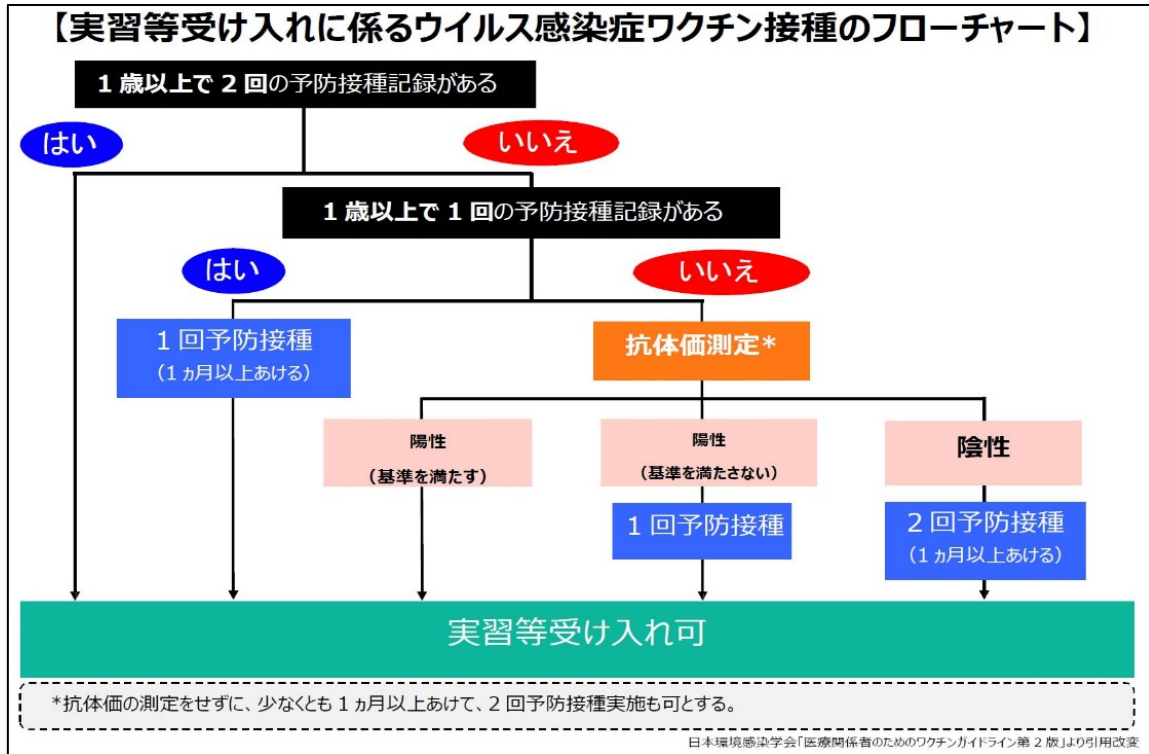 【実習等受け入れに係るウイルス感染症ワクチン接種のフローチャート】
1歳以上で2回の予防接種記録がある
はい
いいえ
1歳以上で1回の予防接種記録がある
はい
いいえ
1回予防接種
（1ヵ月以上あける）
抗体価測定*
陽性
（基準を満たす）
陽性
（基準を満たさない）
陰性
1回予防接種
2回予防接種
（1ヵ月以上あける）
実習等受け入れ可
*抗体価の測定をせずに、少なくとも1ヵ月以上あけて、2回予防接種実施も可とする。
日本環境感染学会「医療関係者のためのワクチンガイドライン第2版」より引用改変